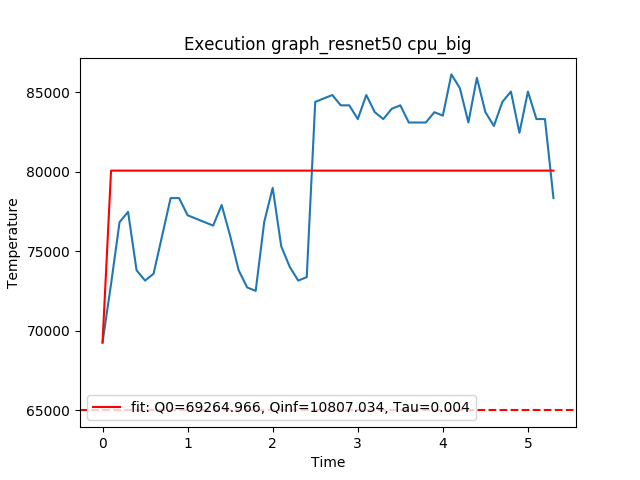 Execution graph_resnet50 cpu_big
Temperature
85000
80000
75000
70000
65000
fit: Q0=69264.966, Qinf=10807.034, Tau=0.004
0 1 2 3 4 5
Time